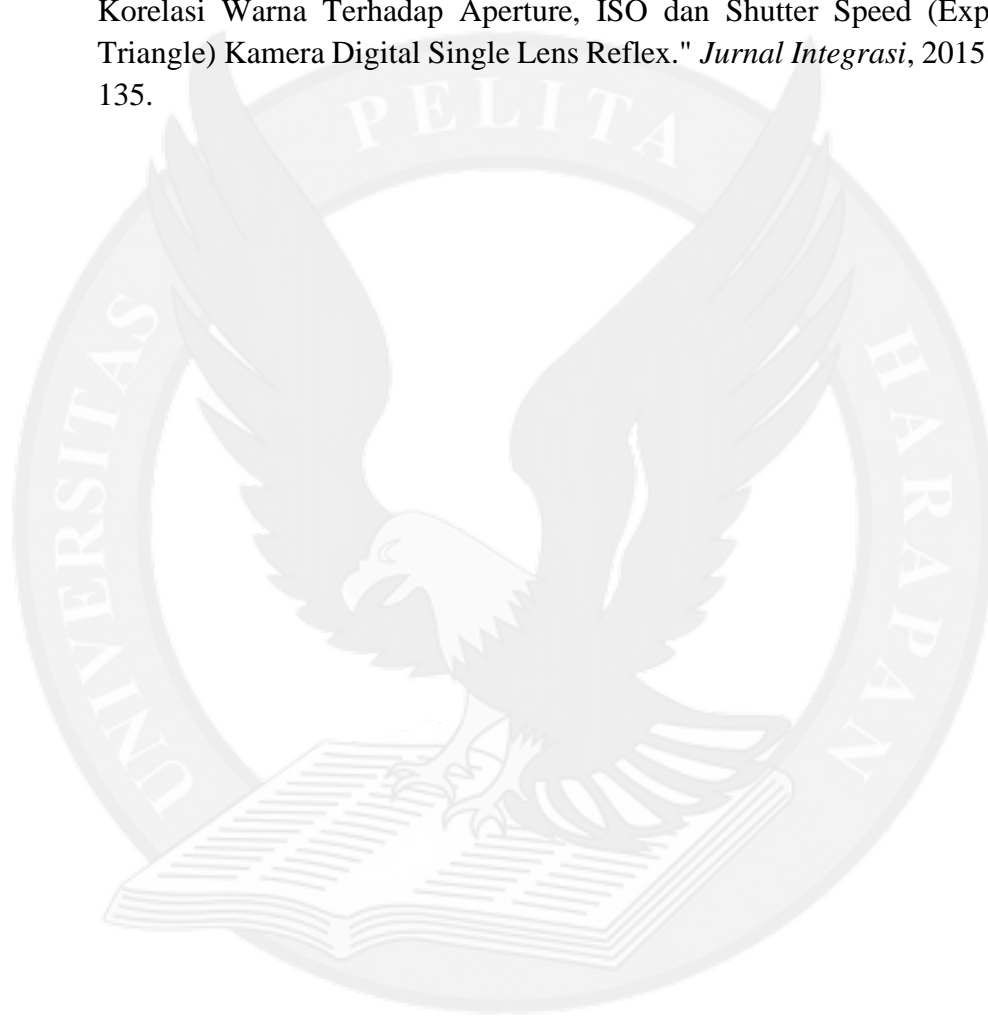 Korelasi Warna Terhadap Aperture, ISO dan Shutter Speed (Exp
Triangle) Kamera Digital Single Lens Reflex." Jurnal Integrasi, 2015
135.
UNIVERSITAS PELITA HARAPAN